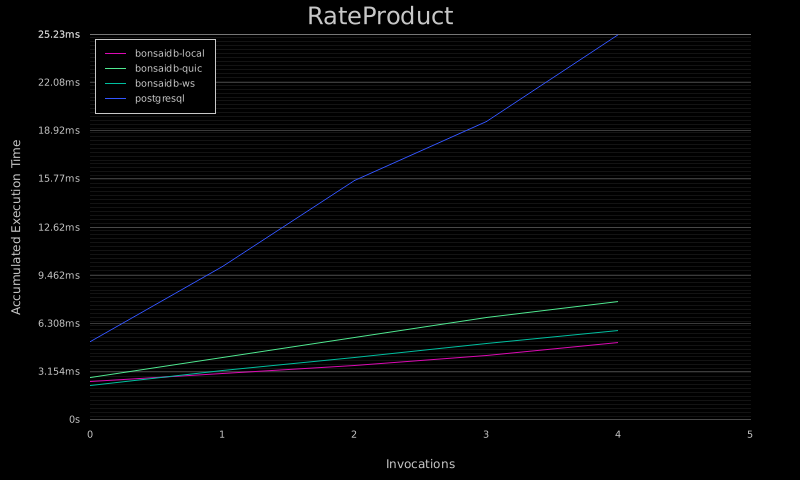 RateProduct
25.23ms
22.08ms
18.92ms
15.77ms
12.62ms
9.462ms
6.308ms
3.154ms
0s
Accumulated Execution Time
bonsaidb-local
bonsaidb-quic
bonsaidb-ws
postgresql
0 1 2 3 4 5
Invocations